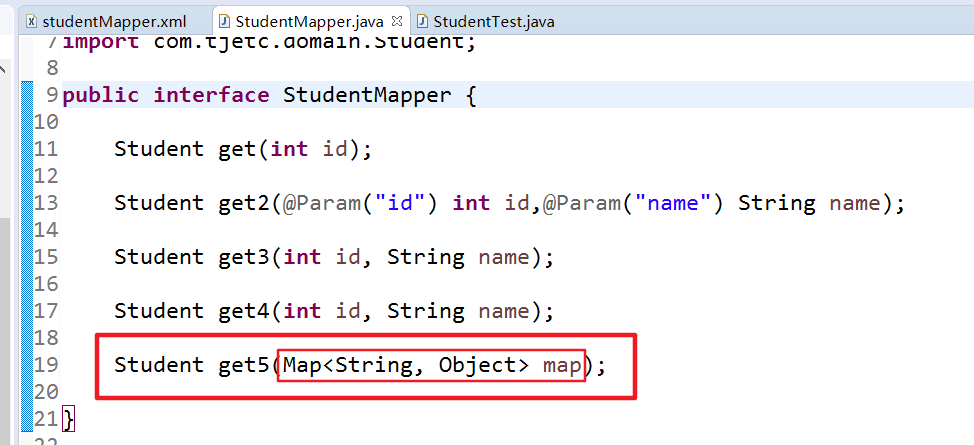 studentMapper.xml StudentMapper.java StudentTest.java
7 import com.tjetc.domain.Student;
8
9 public interface StudentMapper {
10
11 Student get(int id);
12
13 Student get2(@Param("id") int id,@Param("name") String name);
14
15 Student get3(int id, String name);
16
17 Student get4(int id, String name);
18
19 Student get5(Map<String, Object> map);
20
21 }
22